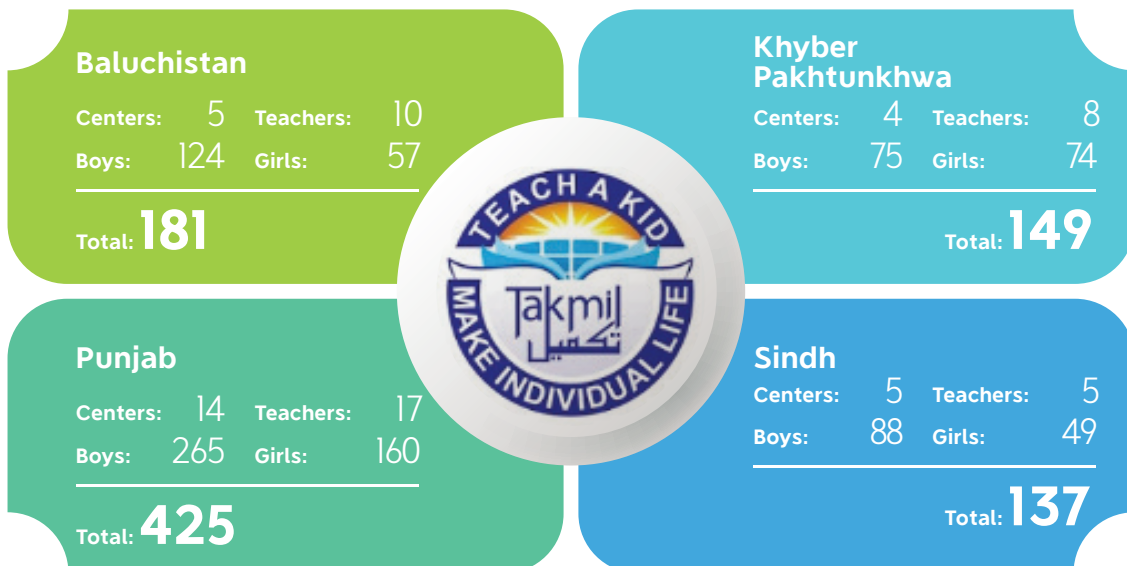 Baluchistan
Centers: 5 Teachers: 10
Boys: 124 Girls: 57
Total: 181
Khyber
Pakhtunkhwa
Centers: 4 Teachers: 8
Boys: 75 Girls: 74
Total: 149
TEACH A KID
Takmil
تکمیل
MAKE INDIVIDUAL LIFE
Punjab
Centers: 14 Teachers: 17
Boys: 265 Girls: 160
Total: 425
Sindh
Centers: 5 Teachers: 5
Boys: 88 Girls: 49
Total: 137